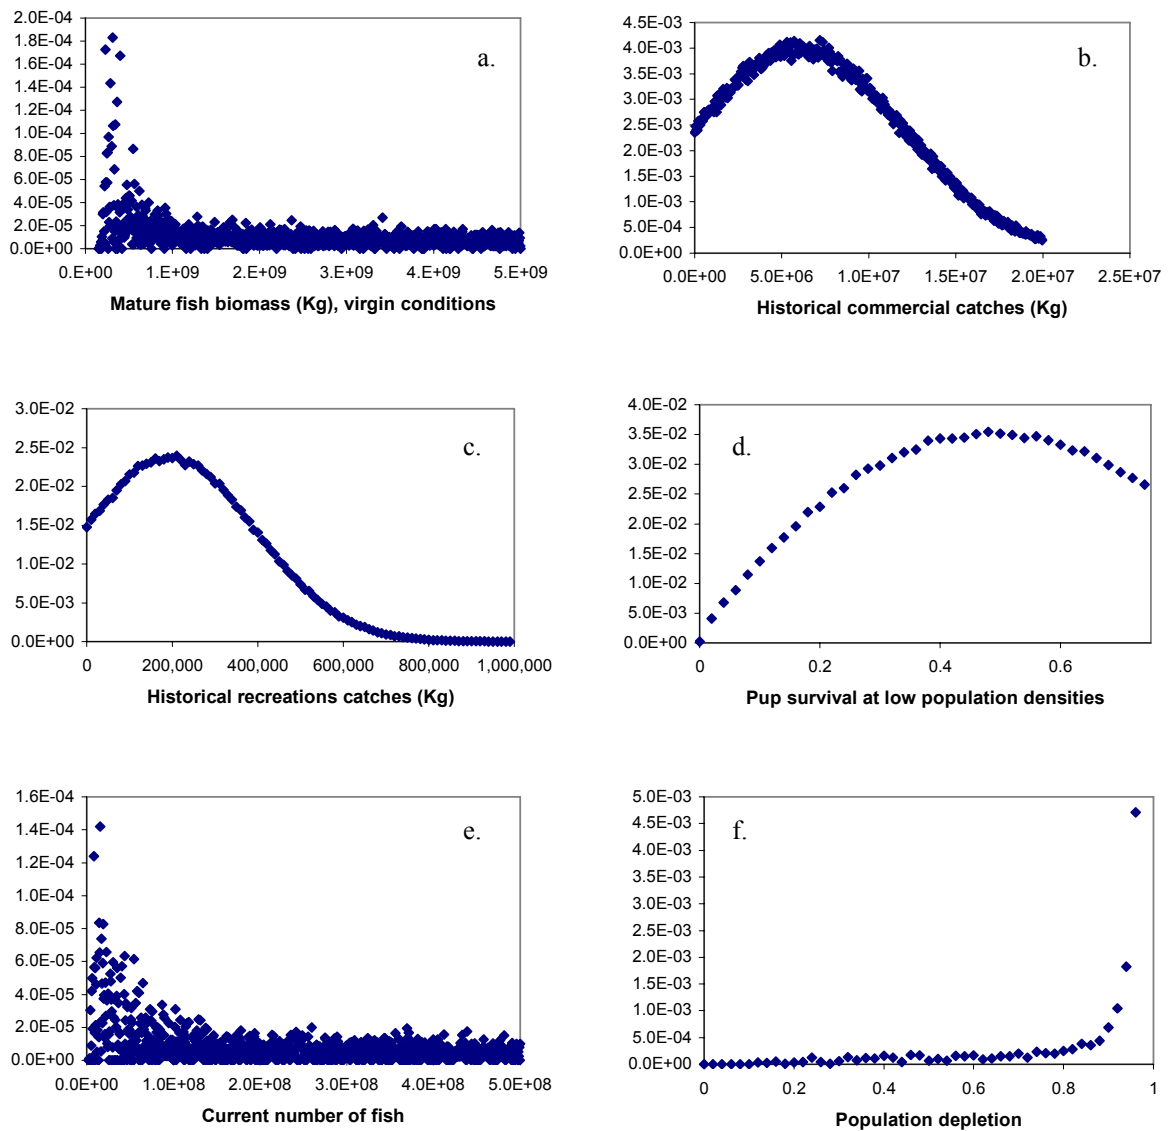 2.0E-04
1.8E-04
1.6E-04
1.4E-04
1.2E-04
1.0E-04
8.0E-05
6.0E-05
4.0E-05
2.0E-05
0.0E+00
a.
0.E+00 1.E+09 2.E+09 3.E+09 4.E+09 5.E+09
Mature fish biomass (Kg), virgin conditions
4.5E-03
4.0E-03
3.5E-03
3.0E-03
2.5E-03
2.0E-03
1.5E-03
1.0E-03
5.0E-04
0.0E+00
b.
0.0E+00 5.0E+06 1.0E+07 1.5E+07 2.0E+07 2.5E+07
Historical commercial catches (Kg)
3.0E-02
2.5E-02
2.0E-02
1.5E-02
1.0E-02
5.0E-03
0.0E+00
c.
0 200,000 400,000 600,000 800,000 1,000,000
Historical recreations catches (Kg)
4.0E-02
3.5E-02
3.0E-02
2.5E-02
2.0E-02
1.5E-02
1.0E-02
5.0E-03
0.0E+00
d.
0 0.2 0.4 0.6
Pup survival at low population densities
1.6E-04
1.4E-04
1.2E-04
1.0E-04
8.0E-05
6.0E-05
4.0E-05
2.0E-05
0.0E+00
e.
0.0E+00 1.0E+08 2.0E+08 3.0E+08 4.0E+08 5.0E+08
Current number of fish
5.0E-03
4.5E-03
4.0E-03
3.5E-03
3.0E-03
2.5E-03
2.0E-03
1.5E-03
1.0E-03
5.0E-04
0.0E+00
f.
0 0.2 0.4 0.6 0.8 1
Population depletion